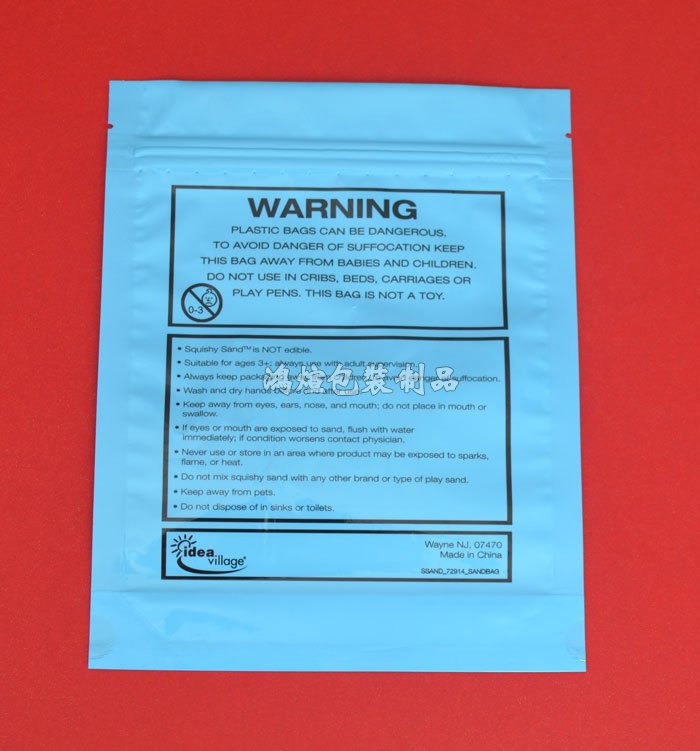 WARNING
PLASTIC BAGS CAN BE DANGEROUS.
TO AVOID DANGER OF SUFFOCATION KEEP
THIS BAG AWAY FROM BABIES AND CHILDREN.
DO NOT USE IN CRIBS, BEDS, CARRIAGES OR
PLAY PENS. THIS BAG IS NOT A TOY.
0-3
• Squishy Sand™ is NOT edible.
• Suitable for ages 3+; always use with adult supervision.
• Always keep suffocation.
鸿煊包装制品
• Wash and dry hands
• Keep away from eyes, ears, nose, and mouth; do not place in mouth or
swallow.
• If eyes or mouth are exposed to sand, flush with water
immediately; if condition worsens contact physician.
• Never use or store in an area where product may be exposed to sparks,
flame, or heat.
• Do not mix squishy sand with any other brand or type of play sand.
• Keep away from pets.
• Do not dispose of in sinks or toilets.
idea
village®
Wayne NJ, 07470
Made in China
SSAND_72914_SANDBAG